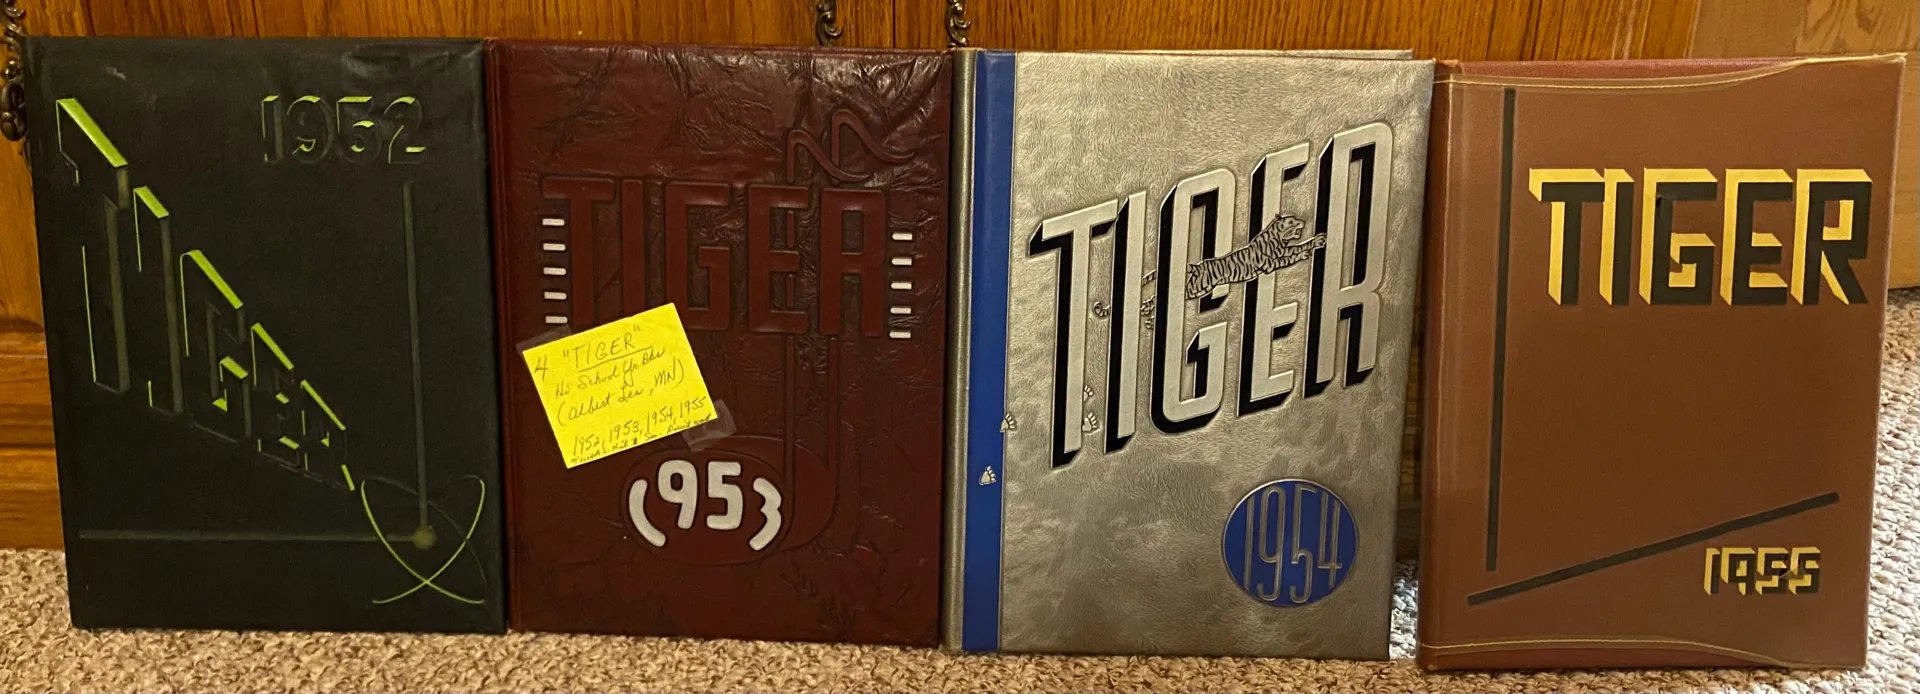 1952
TIGER
TIGER
4 "TIGER"
Hi School Yr Bks
(Albert Lea, MN)
1952, 1953, 1954, 1955
1953
TIGER
1954
TIGER
1955